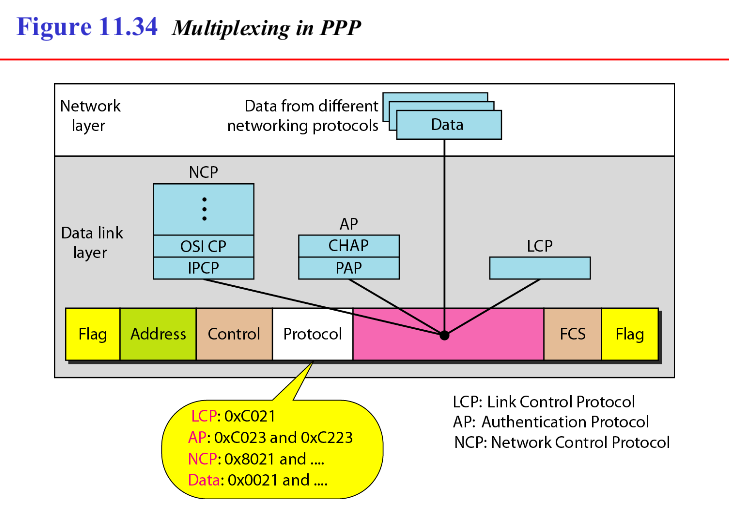 Figure 11.34 Multiplexing in PPP
Network
layer
Data from different
networking protocols
Data
Data link
layer
NCP
OSI CP
IPCP
AP
CHAP
PAP
LCP
Flag
Address
Control
Protocol
FCS
Flag
LCP: 0xC021
AP: 0xC023 and 0xC223
NCP: 0x8021 and ....
Data: 0x0021 and ....
LCP: Link Control Protocol
AP: Authentication Protocol
NCP: Network Control Protocol